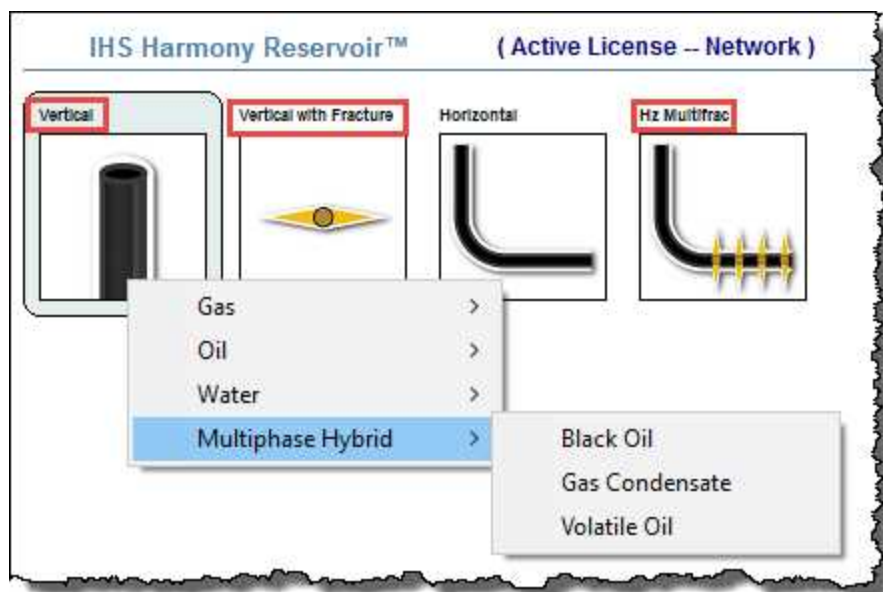 IHS Harmony Reservoir™ ( Active License -- Network )
Vertical Vertical with Fracture Horizontal Hz Multifrac
Gas >
Oil >
Water >
Multiphase Hybrid >
Black Oil
Gas Condensate
Volatile Oil